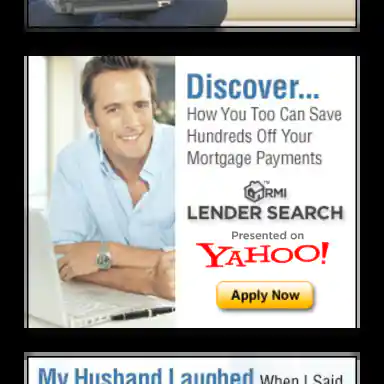 Discover...
How You Too Can Save
Hundreds Off Your
Mortgage Payments
RMI
LENDER SEARCH
Presented on
YAHOO!
Apply Now
My Husband Laughed When I Said